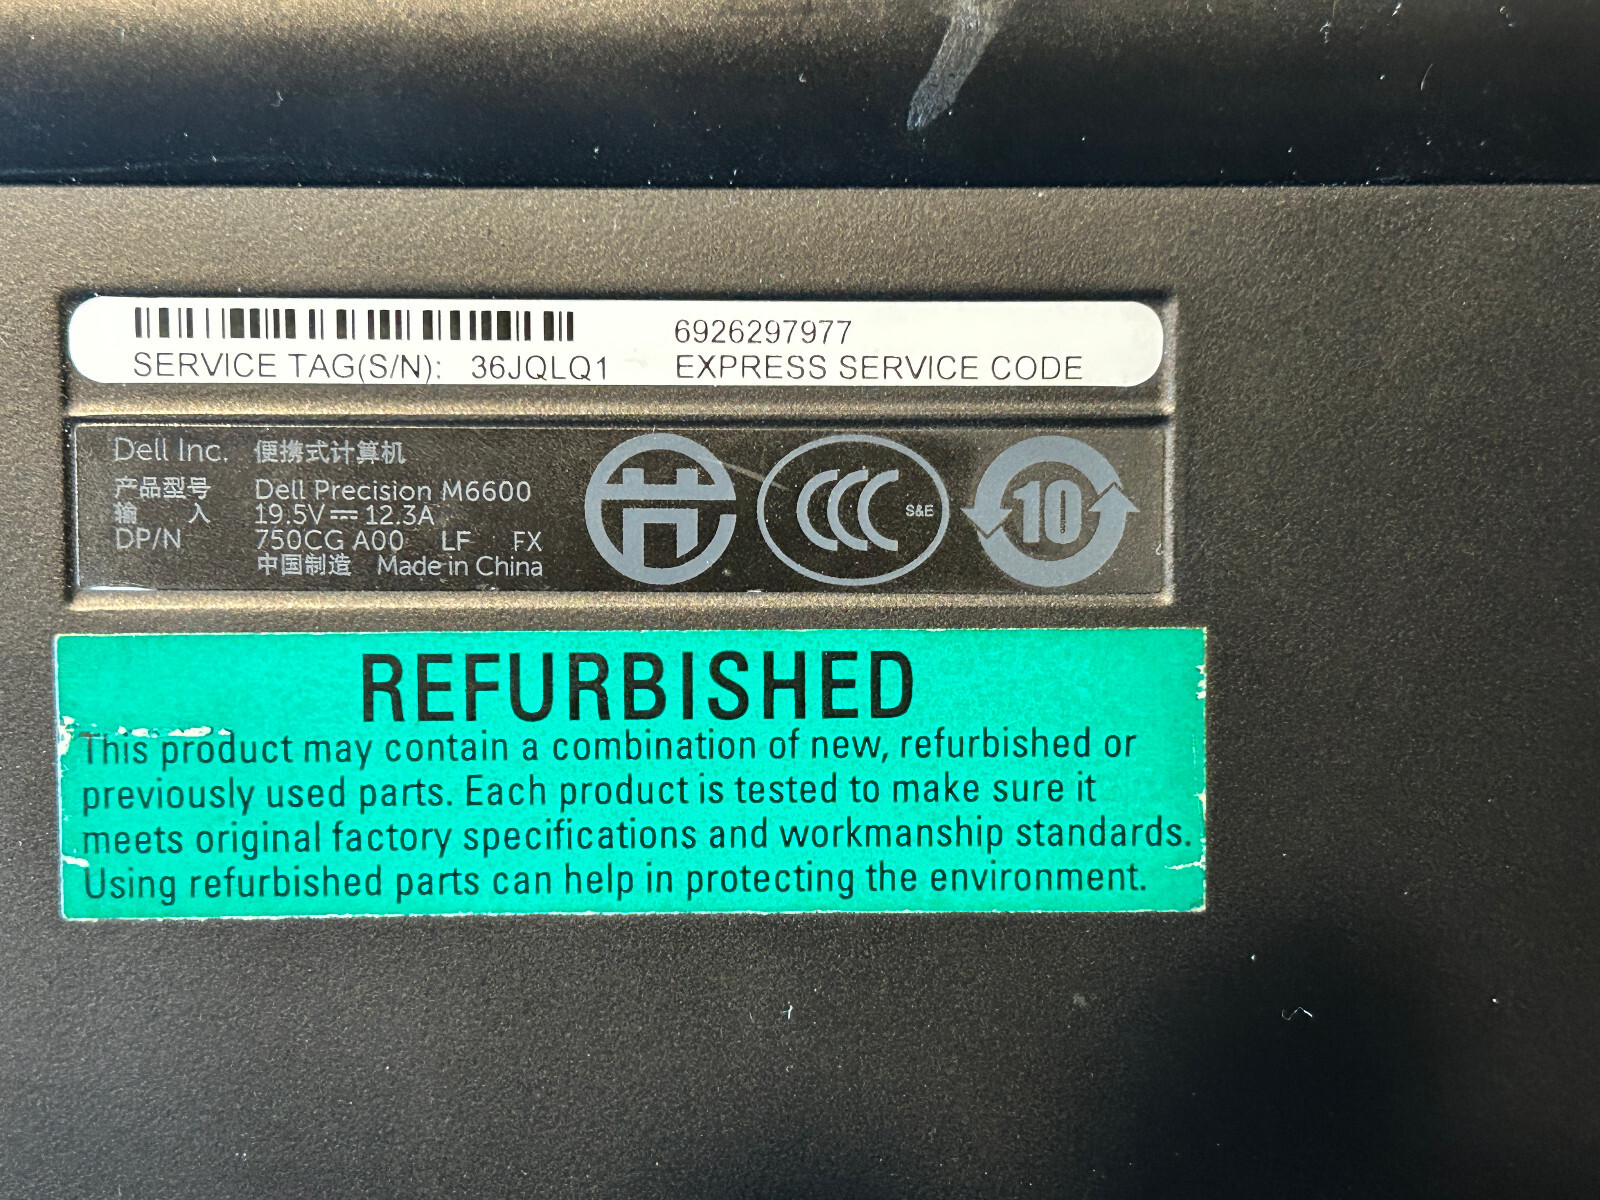 6926297977
SERVICE TAG(S/N): 36JQLQ1 EXPRESS SERVICE CODE
Dell Inc. 便携式计算机
产品型号 Dell Precision M6600
输 入 19.5V⎓12.3A
DP/N 750CG A00 LF FX
中国制造 Made in China
CCC S&E
10
REFURBISHED
This product may contain a combination of new, refurbished or
previously used parts. Each product is tested to make sure it
meets original factory specifications and workmanship standards.
Using refurbished parts can help in protecting the environment.